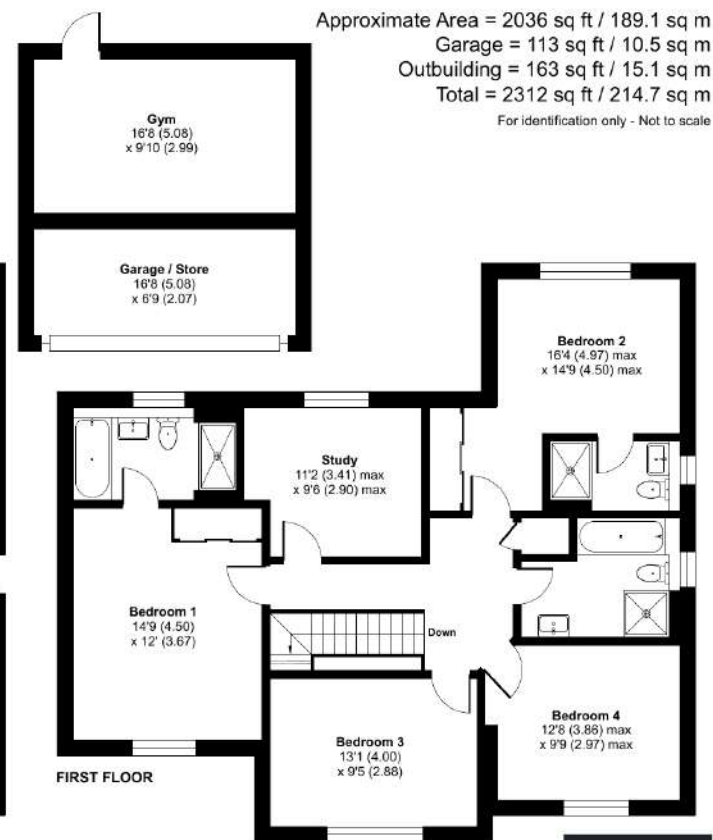 Approximate Area = 2036 sq ft / 189.1 sq m
Garage = 113 sq ft / 10.5 sq m
Outbuilding = 163 sq ft / 15.1 sq m
Total = 2312 sq ft / 214.7 sq m
For identification only - Not to scale
Gym
16'8 (5.08)
x 9'10 (2.99)
Garage / Store
16'8 (5.08)
x 6'9 (2.07)
Bedroom 2
16'4 (4.97) max
x 14'9 (4.50) max
Study
11'2 (3.41) max
x 9'6 (2.90) max
Bedroom 1
14'9 (4.50)
x 12' (3.67)
Down
Bedroom 3
13'1 (4.00)
x 9'5 (2.88)
Bedroom 4
12'8 (3.86) max
x 9'9 (2.97) max
FIRST FLOOR